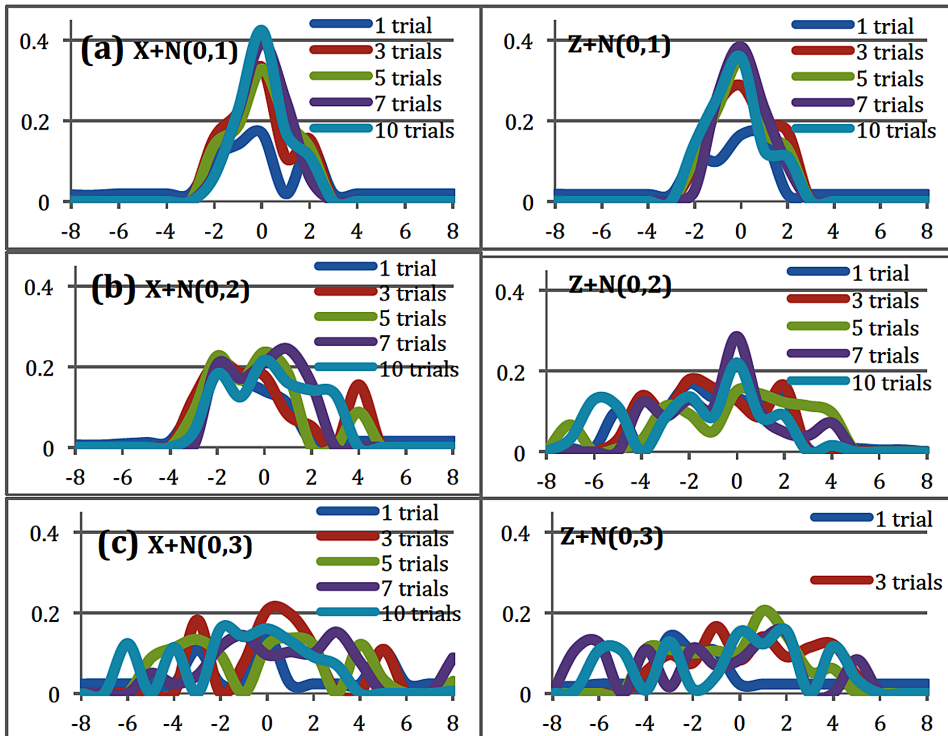 (a) X+N(0,1)
1 trial
3 trials
5 trials
7 trials
10 trials
0.4
0.2
0
-8 -6 -4 -2 0 2 4 6 8
Z+N(0,1)
1 trial
3 trials
5 trials
7 trials
10 trials
0.4
0.2
0
-8 -6 -4 -2 0 2 4 6 8
(b) X+N(0,2)
1 trial
3 trials
5 trials
7 trials
10 trials
0.4
0.2
0
-8 -6 -4 -2 0 2 4 6 8
Z+N(0,2)
1 trial
3 trials
5 trials
7 trials
10 trials
0.4
0.2
0
-8 -6 -4 -2 0 2 4 6 8
(c) X+N(0,3)
1 trial
3 trials
5 trials
7 trials
10 trials
0.4
0.2
0
-8 -6 -4 -2 0 2 4 6 8
Z+N(0,3)
1 trial
3 trials
0.4
0.2
0
-8 -6 -4 -2 0 2 4 6 8